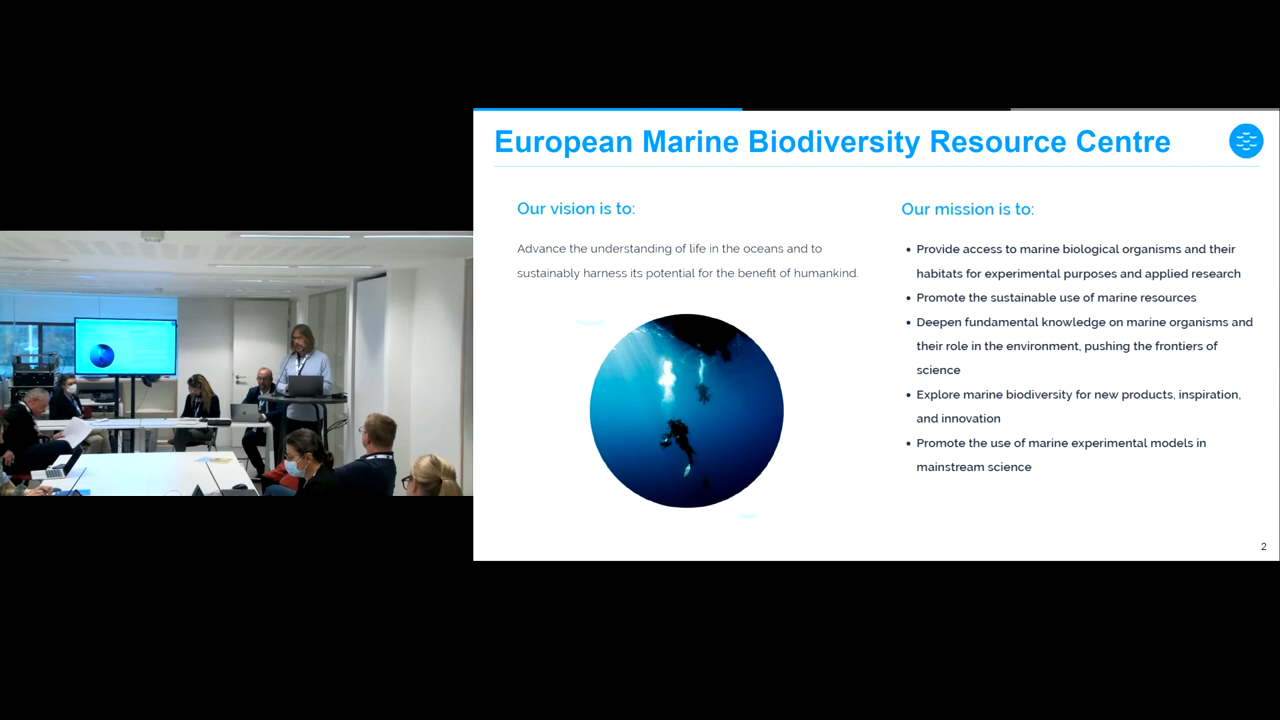 European Marine Biodiversity Resource Centre
Our vision is to:
Advance the understanding of life in the oceans and to
sustainably harness its potential for the benefit of humankind.
Our mission is to:
• Provide access to marine biological organisms and their
habitats for experimental purposes and applied research
• Promote the sustainable use of marine resources
• Deepen fundamental knowledge on marine organisms and
their role in the environment, pushing the frontiers of
science
• Explore marine biodiversity for new products, inspiration,
and innovation
• Promote the use of marine experimental models in
mainstream science
2